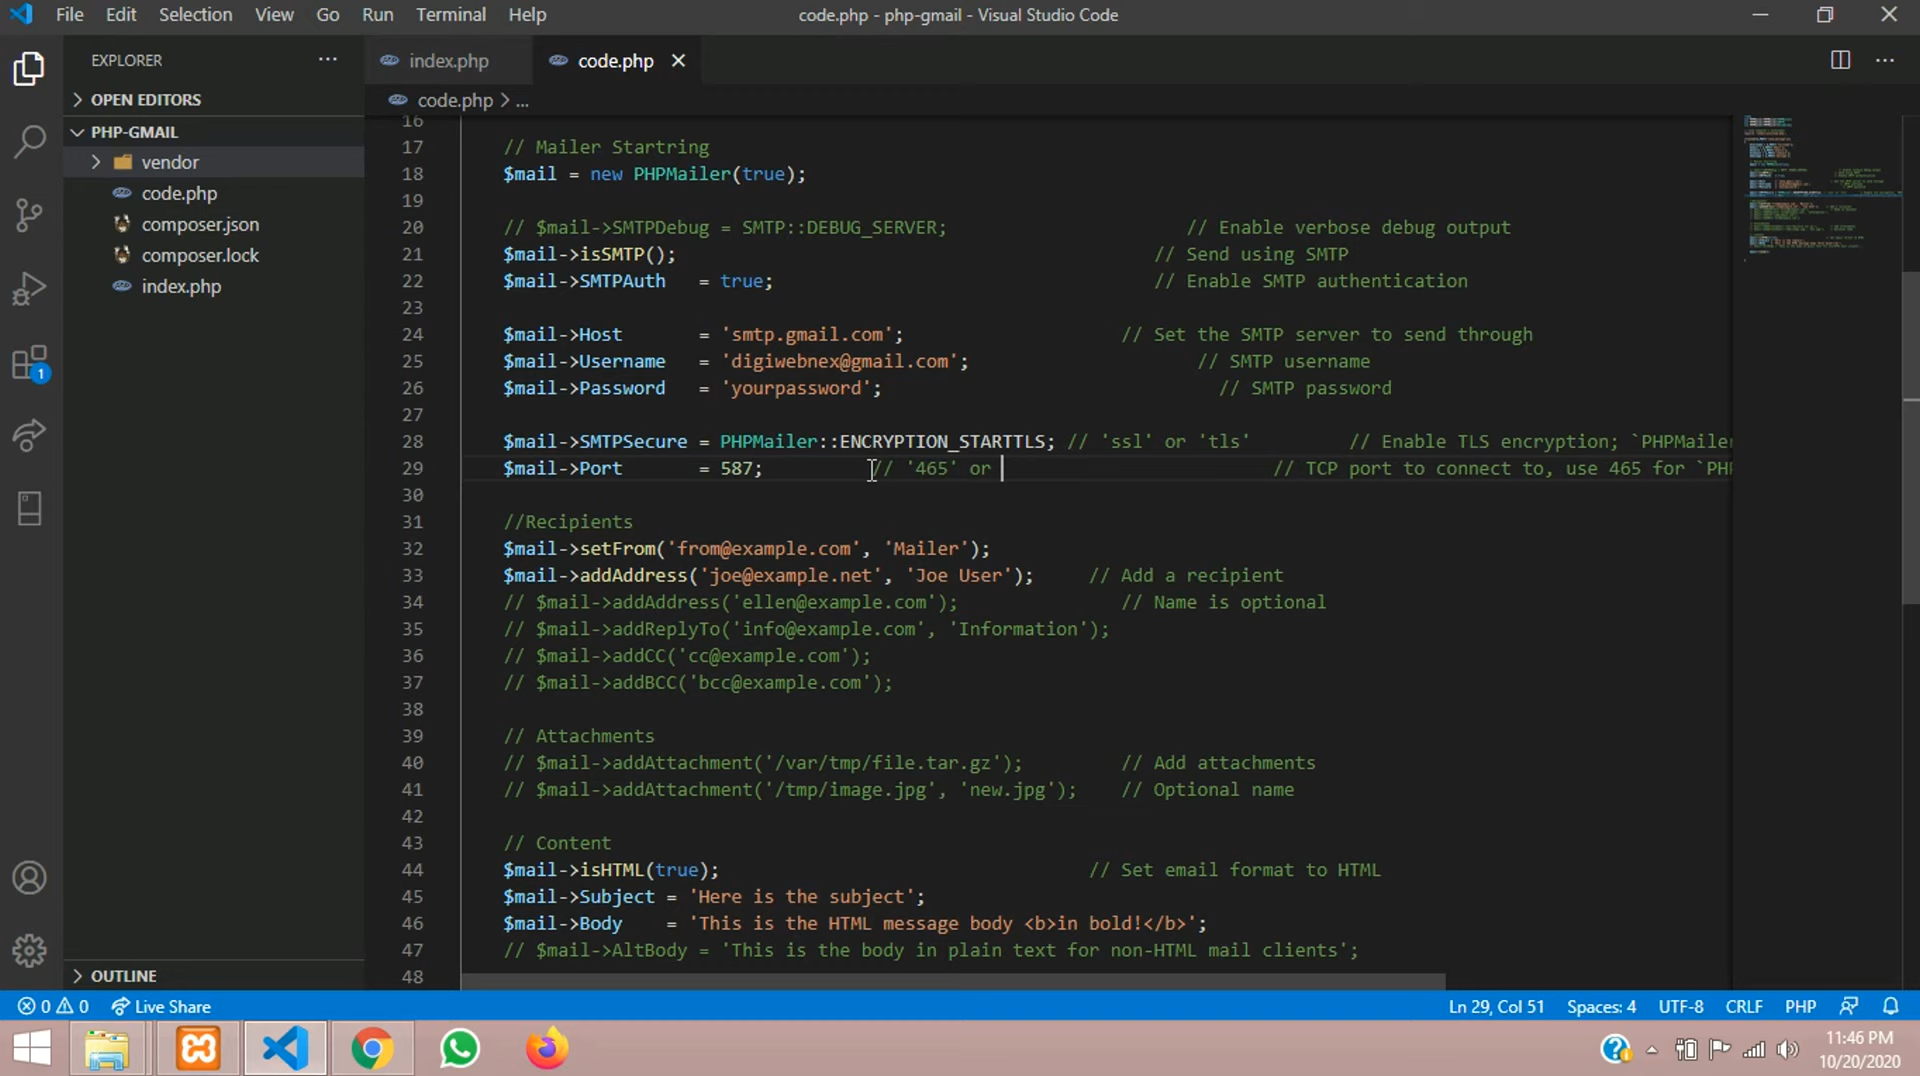 File Edit Selection View Go Run Terminal Help code.php - php-gmail - Visual Studio Code
EXPLORER ··· index.php code.php
OPEN EDITORS code.php > ...
PHP-GMAIL
vendor
code.php
composer.json
composer.lock
index.php
16
17 // Mailer Startring
18 $mail = new PHPMailer(true);
19
20 // $mail->SMTPDebug = SMTP::DEBUG_SERVER; // Enable verbose debug output
21 $mail->isSMTP(); // Send using SMTP
22 $mail->SMTPAuth = true; // Enable SMTP authentication
23
24 $mail->Host = 'smtp.gmail.com'; // Set the SMTP server to send through
25 $mail->Username = 'digiwebnex@gmail.com'; // SMTP username
26 $mail->Password = 'yourpassword'; // SMTP password
27
28 $mail->SMTPSecure = PHPMailer::ENCRYPTION_STARTTLS; // 'ssl' or 'tls' // Enable TLS encryption; `PHPMailer
29 $mail->Port = 587; // '465' or // TCP port to connect to, use 465 for `PH
30
31 //Recipients
32 $mail->setFrom('from@example.com', 'Mailer');
33 $mail->addAddress('joe@example.net', 'Joe User'); // Add a recipient
34 // $mail->addAddress('ellen@example.com'); // Name is optional
35 // $mail->addReplyTo('info@example.com', 'Information');
36 // $mail->addCC('cc@example.com');
37 // $mail->addBCC('bcc@example.com');
38
39 // Attachments
40 // $mail->addAttachment('/var/tmp/file.tar.gz'); // Add attachments
41 // $mail->addAttachment('/tmp/image.jpg', 'new.jpg'); // Optional name
42
43 // Content
44 $mail->isHTML(true); // Set email format to HTML
45 $mail->Subject = 'Here is the subject';
46 $mail->Body = 'This is the HTML message body <b>in bold!</b>';
47 // $mail->AltBody = 'This is the body in plain text for non-HTML mail clients';
48
1
OUTLINE
0 0 Live Share Ln 29, Col 51 Spaces: 4 UTF-8 CRLF PHP
11:46 PM
10/20/2020